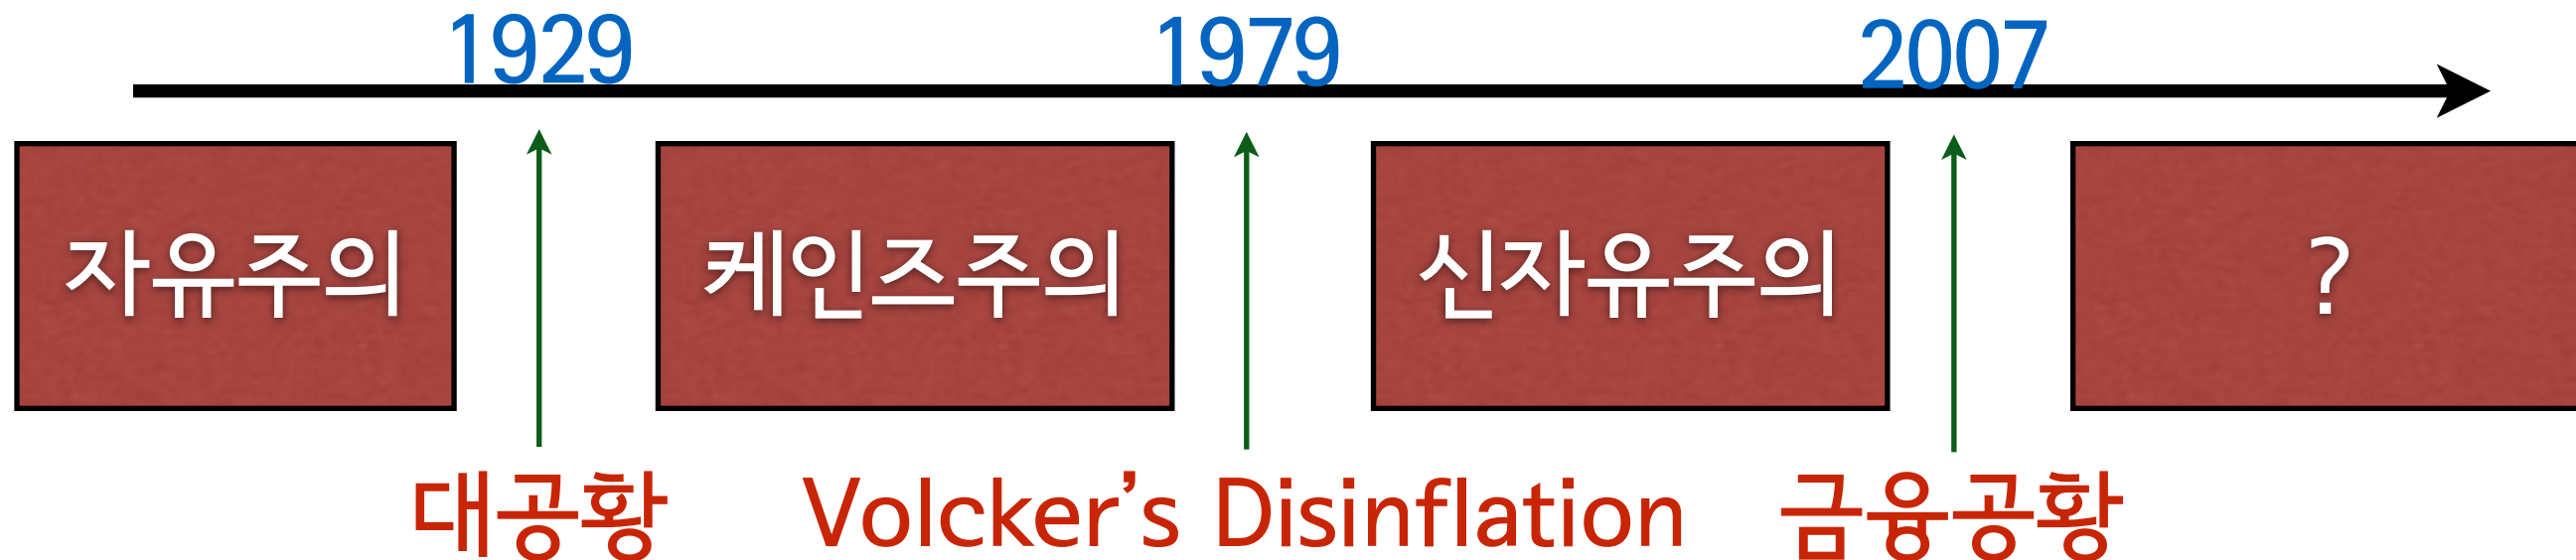 1929 1979 2007
자유주의 케인즈주의 신자유주의 ?
대공황 Volcker’s Disinflation 금융공황